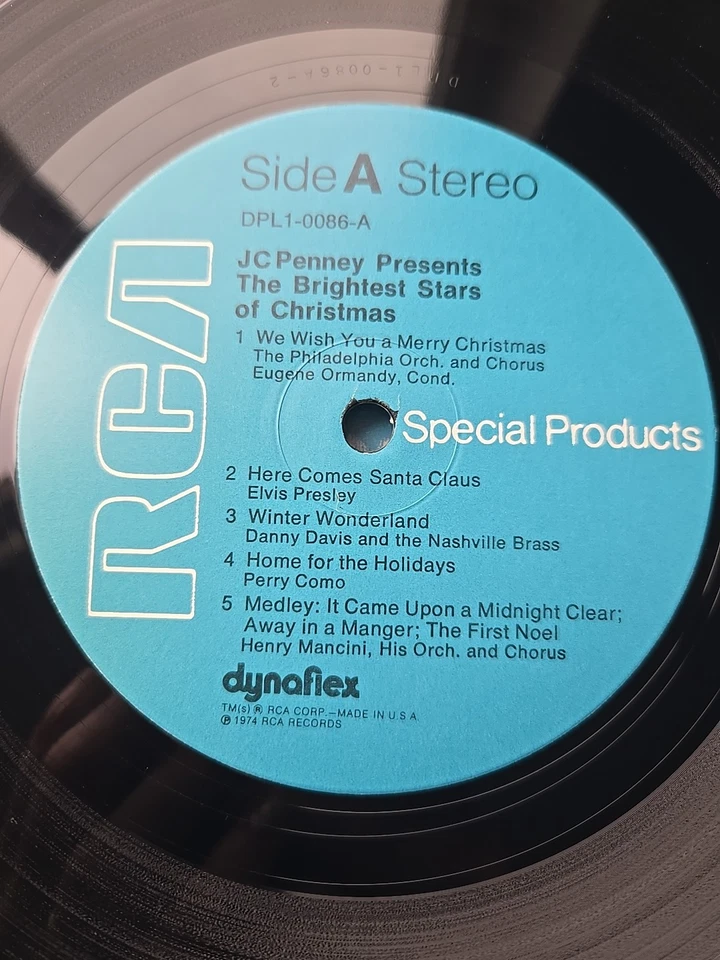 DPL1-0086A-2
Side A Stereo
DPL1-0086-A
JCPenney Presents
The Brightest Stars
of Christmas
1 We Wish You a Merry Christmas
The Philadelphia Orch. and Chorus
Eugene Ormandy, Cond.
RCA
Special Products
2 Here Comes Santa Claus
Elvis Presley
3 Winter Wonderland
Danny Davis and the Nashville Brass
4 Home for the Holidays
Perry Como
5 Medley: It Came Upon a Midnight Clear;
Away in a Manger; The First Noel
Henry Mancini, His Orch. and Chorus
dynaflex
TM(s) ® RCA CORP.—MADE IN U.S.A.
℗ 1974 RCA RECORDS